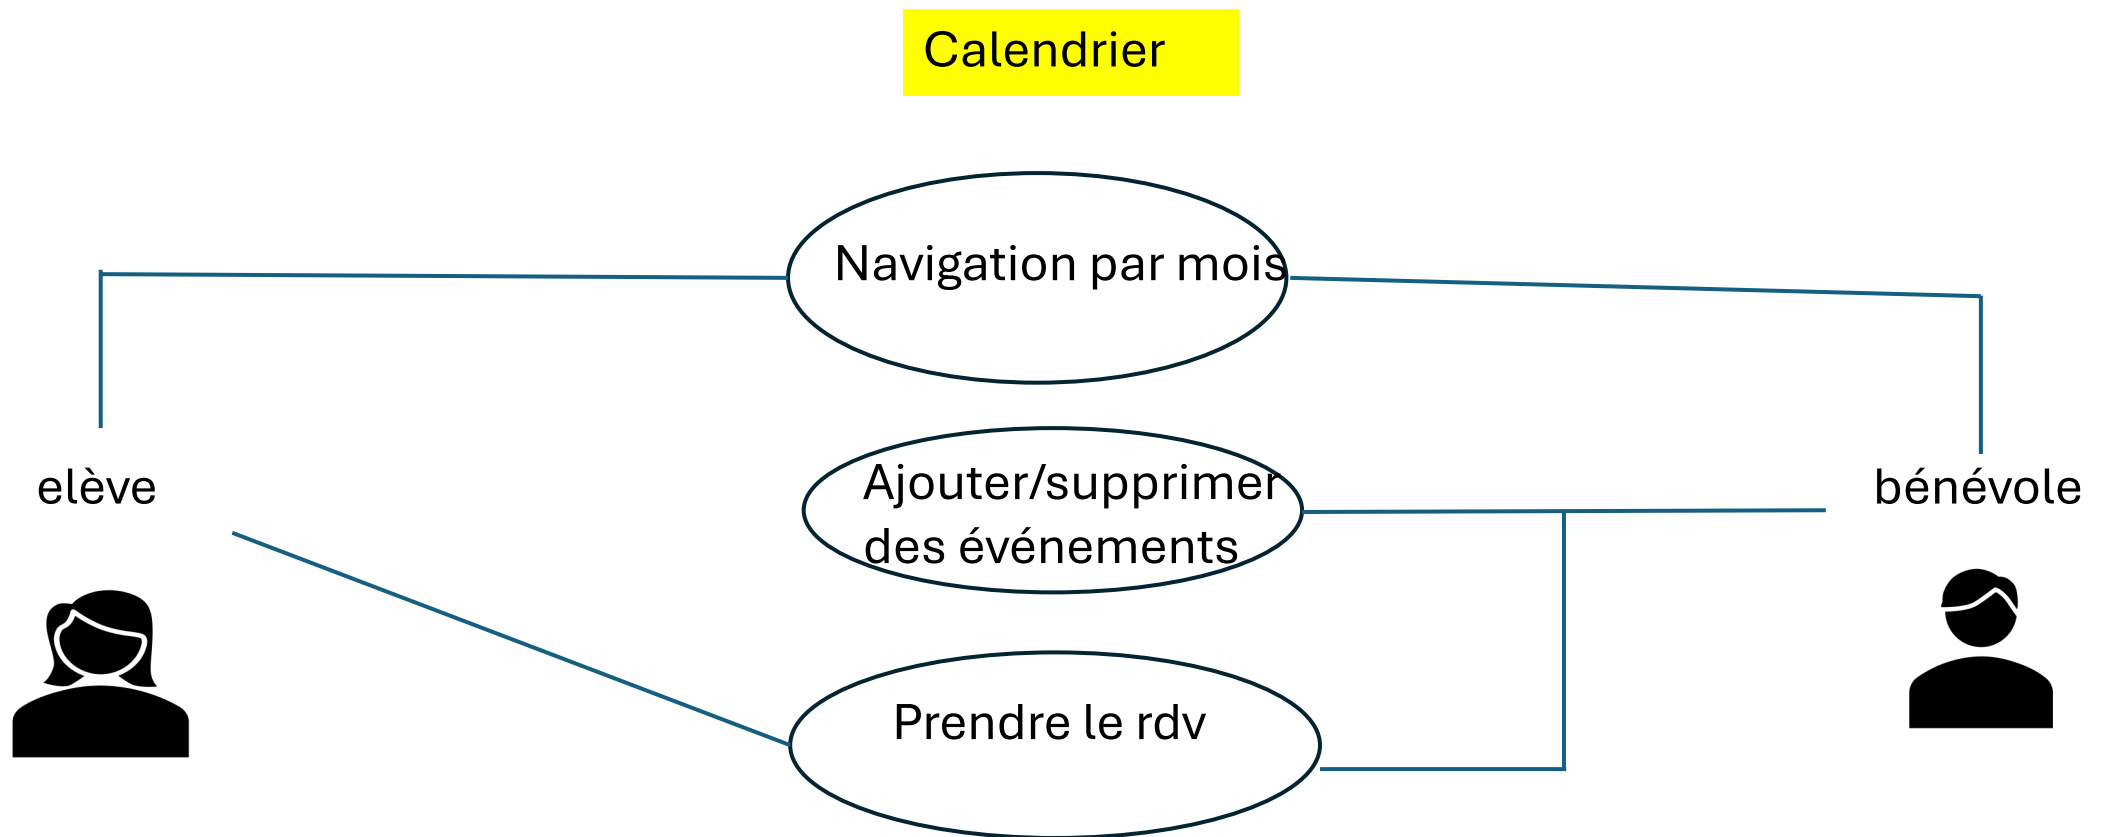 Calendrier
Navigation par mois
elève
Ajouter/supprimer
des événements
bénévole
Prendre le rdv